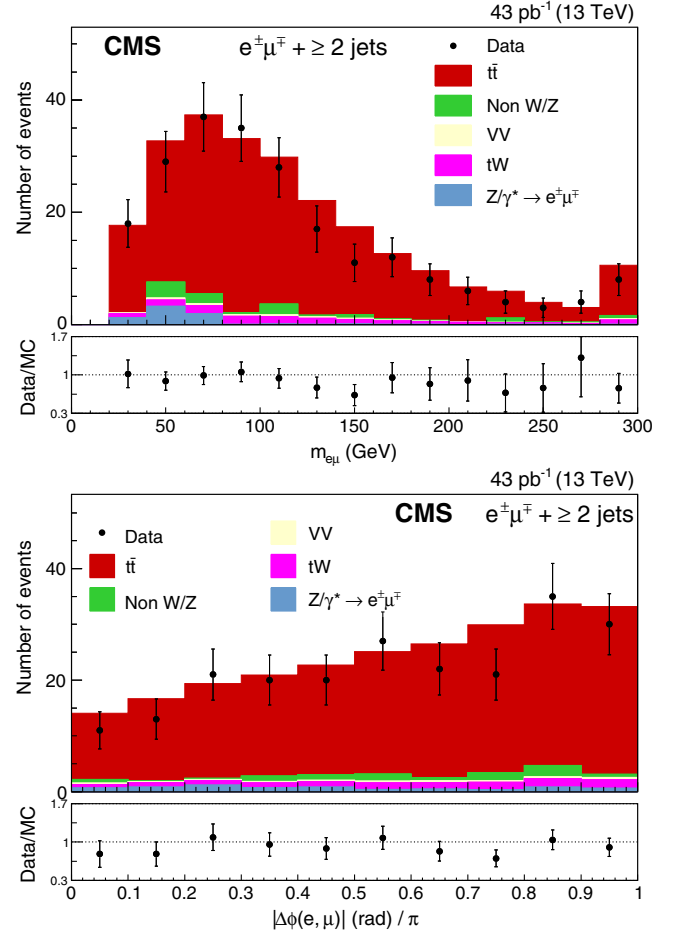 43 pb⁻¹ (13 TeV)
CMS e±μ∓ + ≥ 2 jets
Data
tt̄
Non W/Z
VV
tW
Z/γ* → e±μ∓
Number of events
40
20
0
Data/MC
1.7
1
0.3
0 50 100 150 200 250 300
m_eμ (GeV)
43 pb⁻¹ (13 TeV)
CMS e±μ∓ + ≥ 2 jets
Data VV
tt̄ tW
Non W/Z Z/γ* → e±μ∓
Number of events
40
20
0
Data/MC
1.7
1
0.3
0 0.1 0.2 0.3 0.4 0.5 0.6 0.7 0.8 0.9 1
|Δϕ(e, μ)| (rad) / π